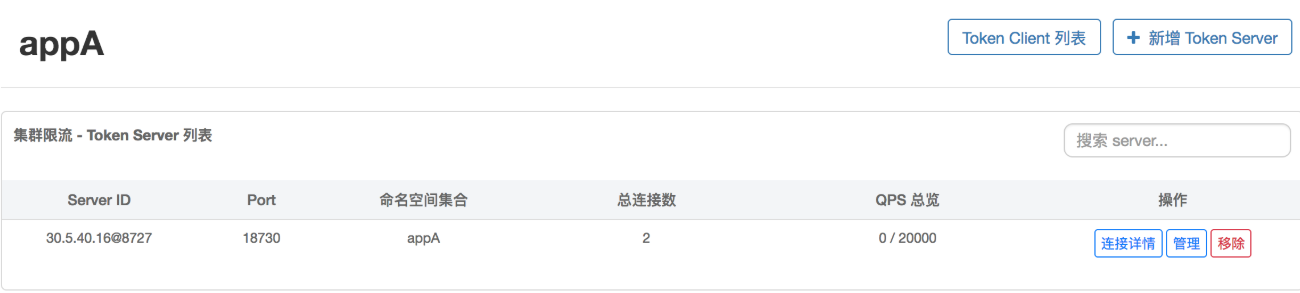 appA
Token Client 列表
新增 Token Server
集群限流 - Token Server 列表
搜索 server...
Server ID Port 命名空间集合 总连接数 QPS 总览 操作
30.5.40.16@8727 18730 appA 2 0 / 20000 连接详情 管理 移除